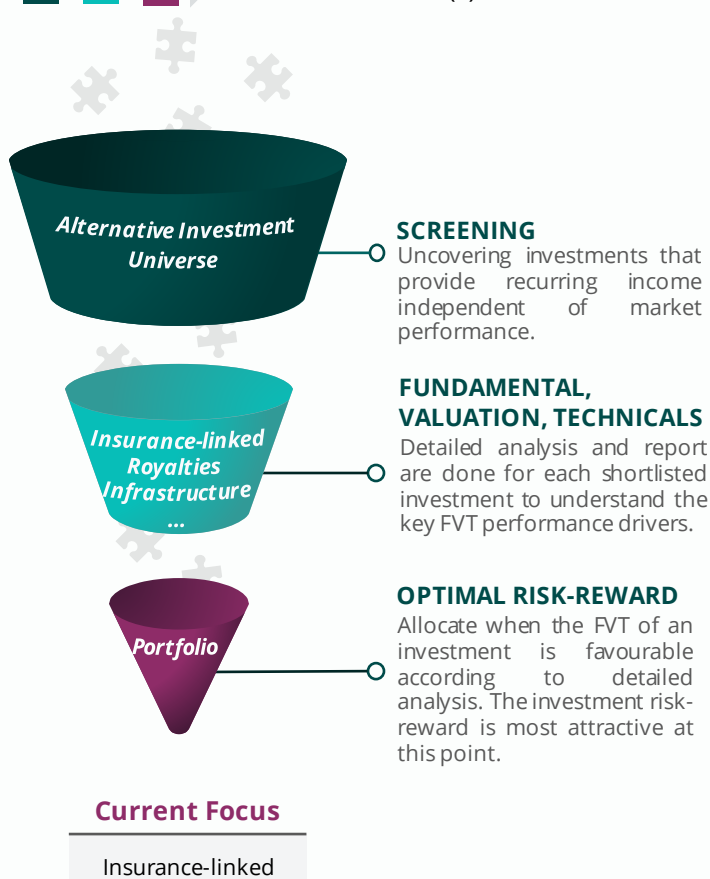 Alternative Investment
Universe
SCREENING
Uncovering investments that
provide recurring income
independent of market
performance.
Insurance-linked
Royalties
Infrastructure
...
FUNDAMENTAL,
VALUATION, TECHNICALS
Detailed analysis and report
are done for each shortlisted
investment to understand the
key FVT performance drivers.
Portfolio
OPTIMAL RISK-REWARD
Allocate when the FVT of an
investment is favourable
according to detailed
analysis. The investment risk-
reward is most attractive at
this point.
Current Focus
Insurance-linked